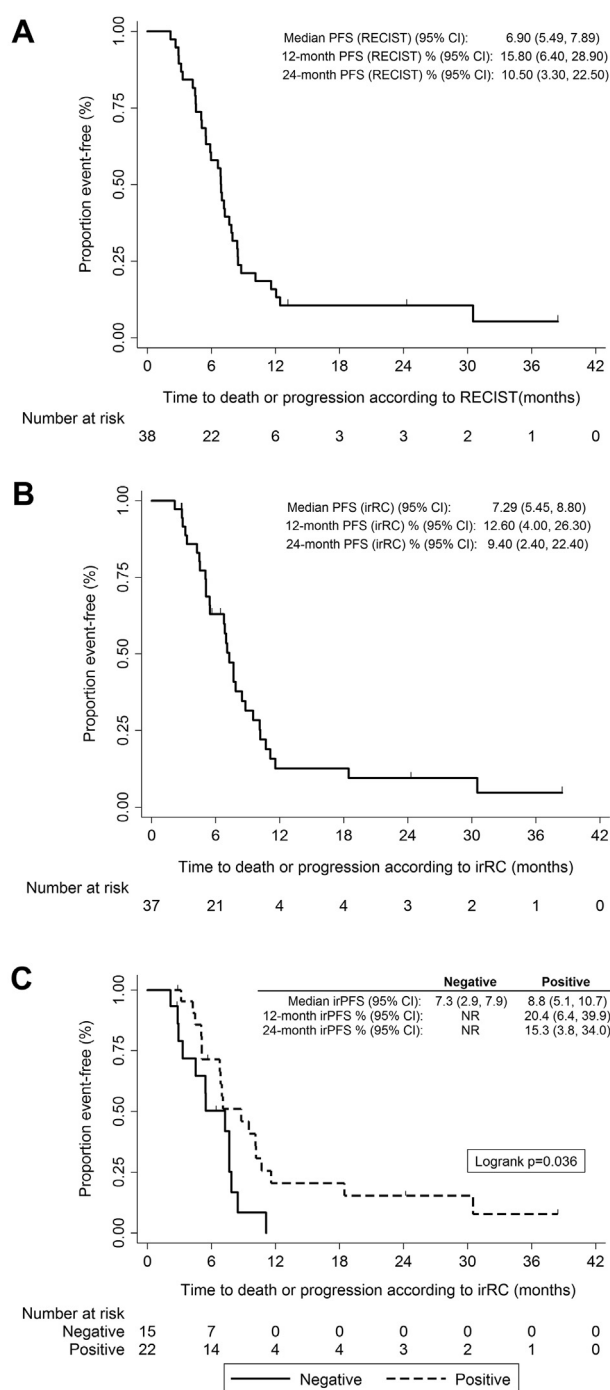 A
Median PFS (RECIST) (95% CI): 6.90 (5.49, 7.89)
12-month PFS (RECIST) % (95% CI): 15.80 (6.40, 28.90)
24-month PFS (RECIST) % (95% CI): 10.50 (3.30, 22.50)
Proportion event-free (%)
1.00
0.75
0.50
0.25
0.00
0 6 12 18 24 30 36 42
Time to death or progression according to RECIST(months)
Number at risk
38 22 6 3 3 2 1 0
B
Median PFS (irRC) (95% CI): 7.29 (5.45, 8.80)
12-month PFS (irRC) % (95% CI): 12.60 (4.00, 26.30)
24-month PFS (irRC) % (95% CI): 9.40 (2.40, 22.40)
Proportion event-free (%)
1.00
0.75
0.50
0.25
0.00
0 6 12 18 24 30 36 42
Time to death or progression according to irRC (months)
Number at risk
37 21 4 4 3 2 1 0
C
Negative Positive
Median irPFS (95% CI): 7.3 (2.9, 7.9) 8.8 (5.1, 10.7)
12-month irPFS % (95% CI): NR 20.4 (6.4, 39.9)
24-month irPFS % (95% CI): NR 15.3 (3.8, 34.0)
Proportion event-free (%)
1.00
0.75
0.50
0.25
0.00
Logrank p=0.036
0 6 12 18 24 30 36 42
Time to death or progression according to irRC (months)
Number at risk
Negative 15 7 0 0 0 0 0 0
Positive 22 14 4 4 3 2 1 0
Negative Positive